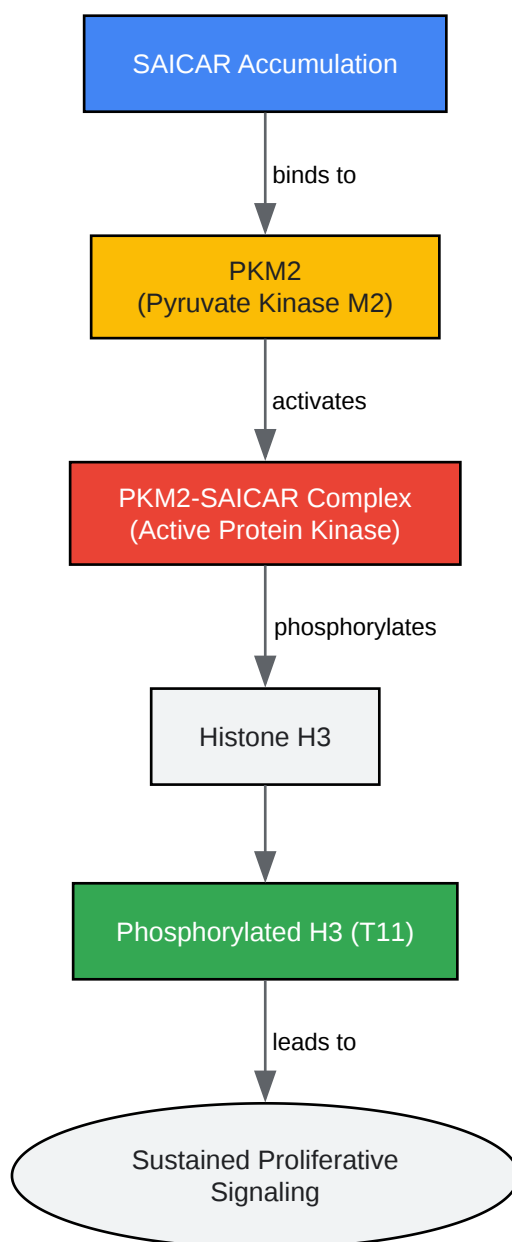 SAICAR Accumulation
binds to
PKM2
(Pyruvate Kinase M2)
activates
PKM2-SAICAR Complex
(Active Protein Kinase)
phosphorylates
Histone H3
Phosphorylated H3 (T11)
leads to
Sustained Proliferative
Signaling